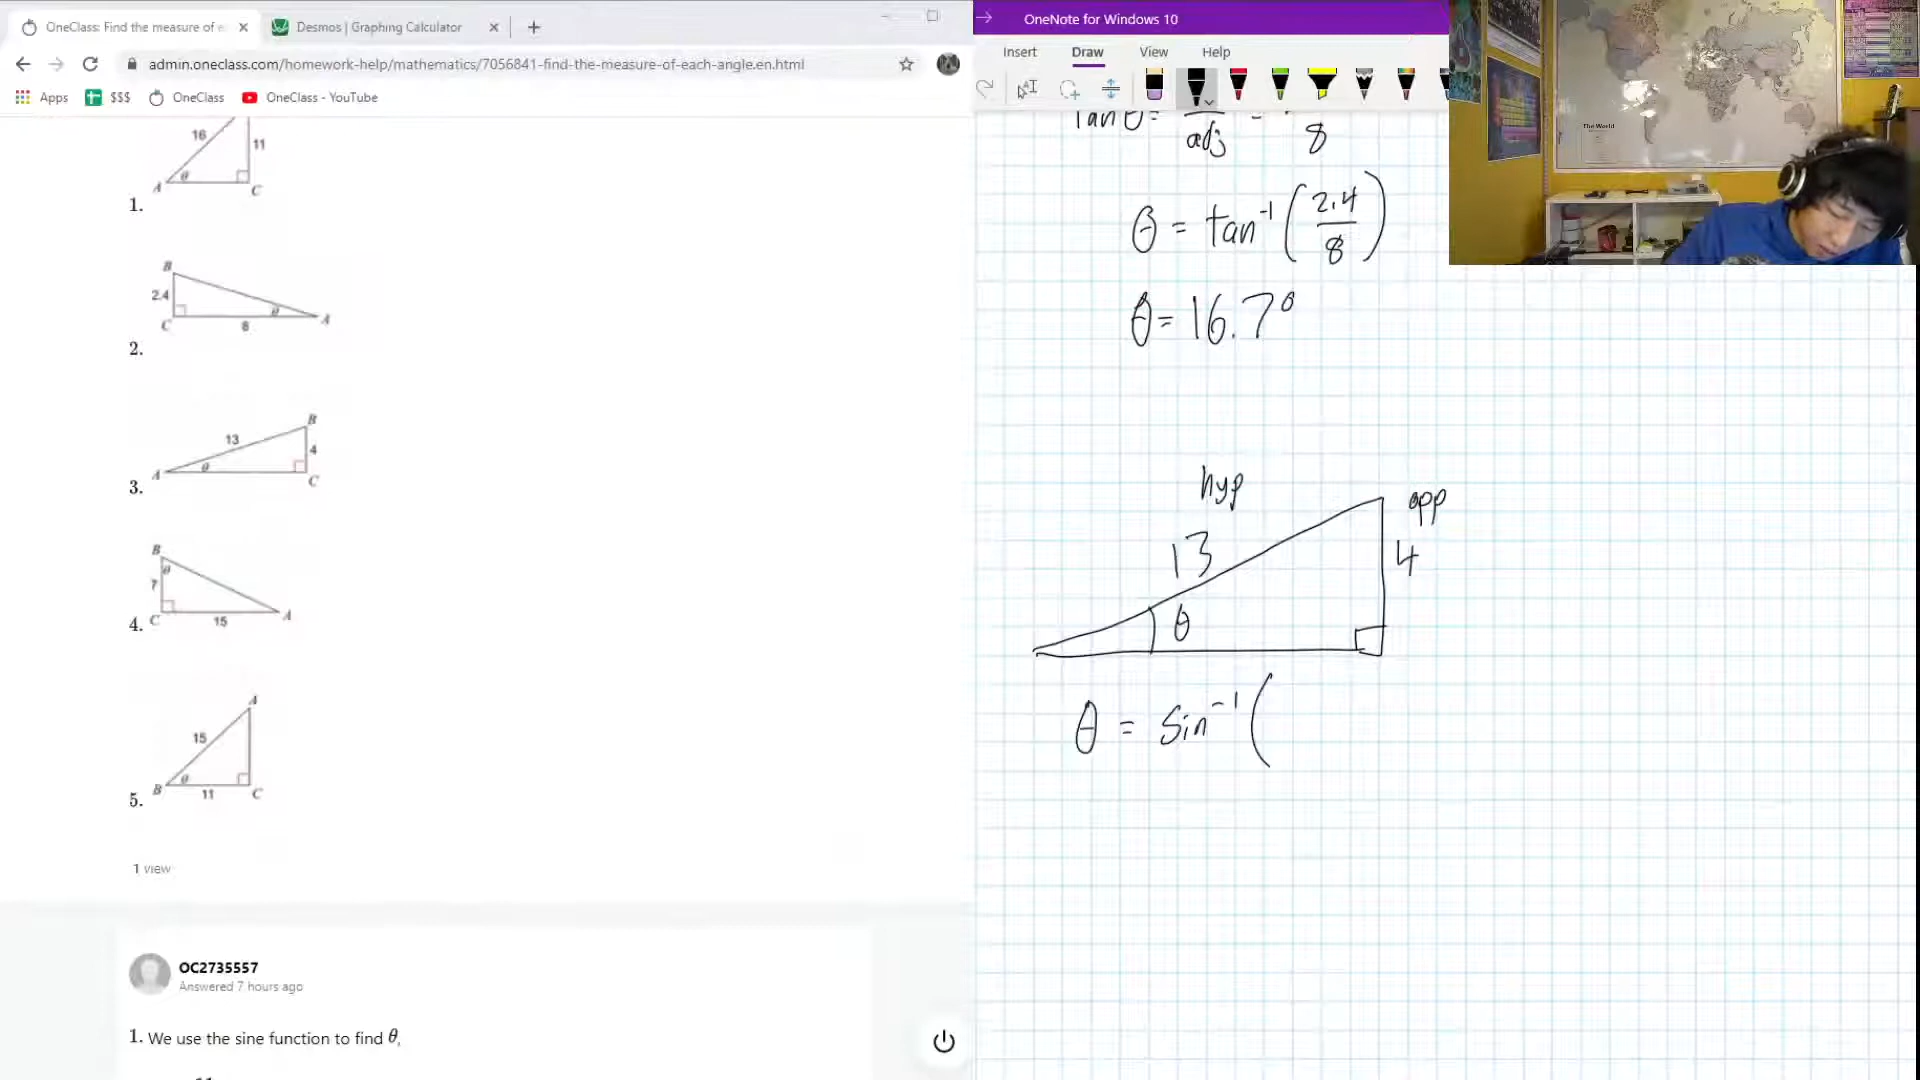 OneClass: Find the measure of e
Desmos | Graphing Calculator
admin.oneclass.com/homework-help/mathematics/7056841-find-the-measure-of-each-angle.en.html
Apps
$$$
OneClass
OneClass - YouTube
16
11
A
θ
C
1.
B
2.4
C
8
θ
A
2.
B
13
4
A
θ
C
3.
B
θ
7
C
15
A
4.
A
15
B
θ
11
C
5.
1 view
OC2735557
Answered 7 hours ago
1. We use the sine function to find θ,
OneNote for Windows 10
Insert
Draw
View
Help
tan θ =
adj
=
8
θ = tan⁻¹ (2.4/8)
θ = 16.7°
hyp
opp
13
4
θ
θ = sin⁻¹ (
The World